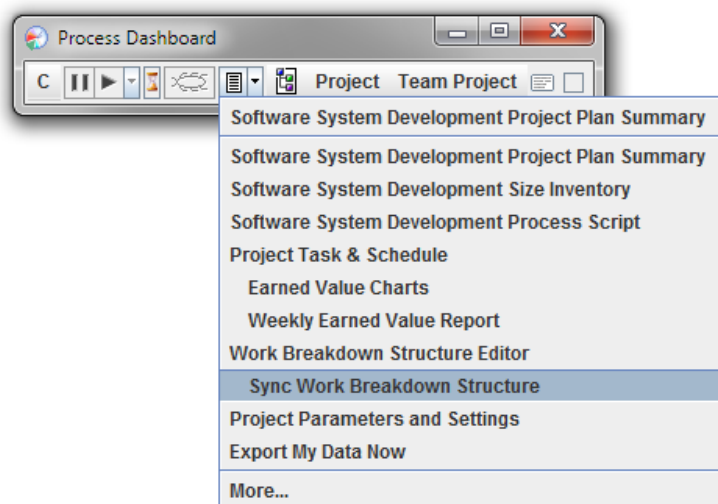 Process Dashboard
C Project Team Project
Software System Development Project Plan Summary
Software System Development Project Plan Summary
Software System Development Size Inventory
Software System Development Process Script
Project Task & Schedule
Earned Value Charts
Weekly Earned Value Report
Work Breakdown Structure Editor
Sync Work Breakdown Structure
Project Parameters and Settings
Export My Data Now
More...